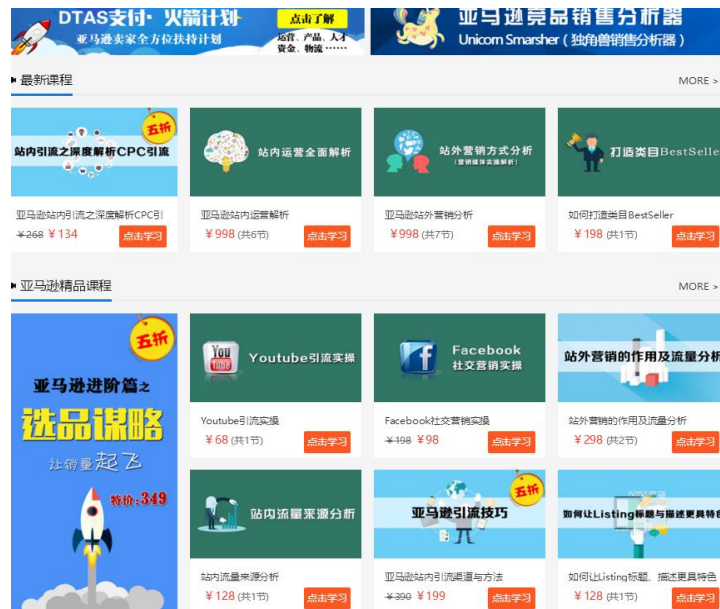 DTAS支付· 火箭计划
亚马逊卖家全方位扶持计划
点击了解
运营、产品、人才
资金、物流······
亚马逊竞品销售分析器
Unicorn Smarsher ( 独角兽销售分析器 )
最新课程
MORE >
站内引流之深度解析CPC引流
五折
站内运营全面解析
站外营销方式分析
(营销媒体实操解析)
打造类目BestSelle
亚马逊站内引流之深度解析CPC引
¥268 ¥134
点击学习
亚马逊站内运营解析
¥998 (共6节)
点击学习
亚马逊站外营销分析
¥998 (共7节)
点击学习
如何打造类目BestSeller
¥198 (共1节)
点击学习
亚马逊精品课程
MORE >
五折
亚马逊进阶篇之
选品谋略
让销量起飞
特价:349
You Tube
Youtube引流实操
Youtube引流实操
¥68 (共1节)
点击学习
f
Facebook
社交营销实操
Facebook社交营销实操
¥198 ¥98
点击学习
站外营销的作用及流量分析
站外营销的作用及流量分析
¥298 (共2节)
点击学习
站内流量来源分析
站内流量来源分析
¥128 (共1节)
点击学习
五折
亚马逊引流技巧
亚马逊站内引流渠道与方法
¥399 ¥199
点击学习
如何让Listing标题与描述更具特色
如何让Listing标题、描述更具特色
¥128 (共1节)
点击学习